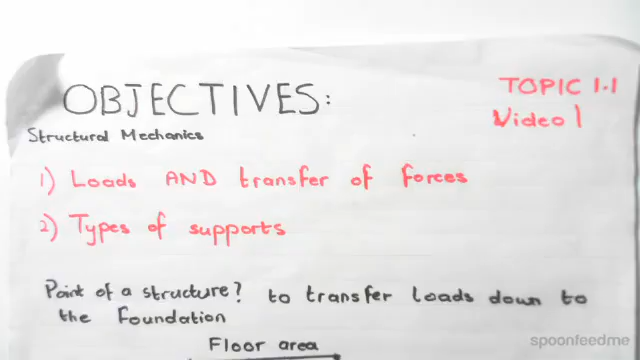 OBJECTIVES:
TOPIC 1.1
Video 1
Structural Mechanics
1) Loads AND transfer of forces
2) Types of supports
Point of a structure? to transfer loads down to
the Foundation
Floor area
spoonfeedme